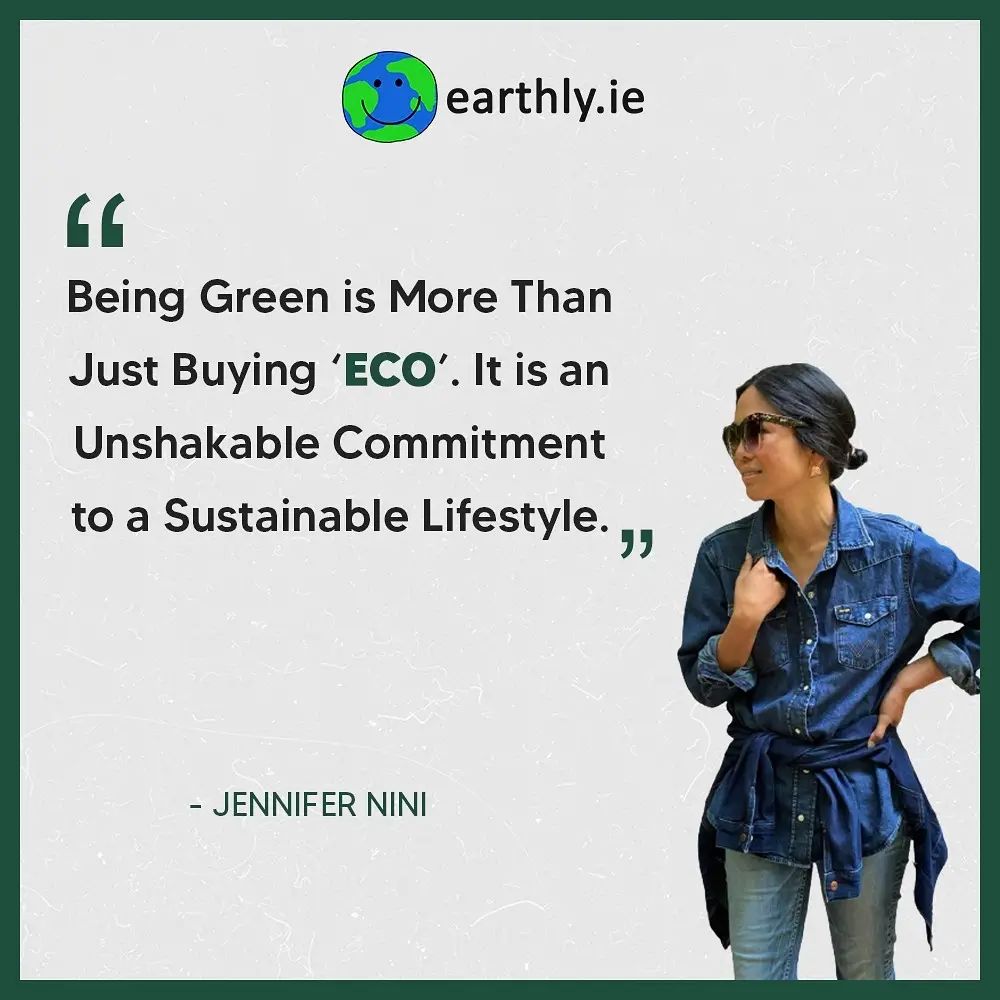 earthly.ie
“
Being Green is More Than
Just Buying ‘ECO’. It is an
Unshakable Commitment
to a Sustainable Lifestyle.”
- JENNIFER NINI